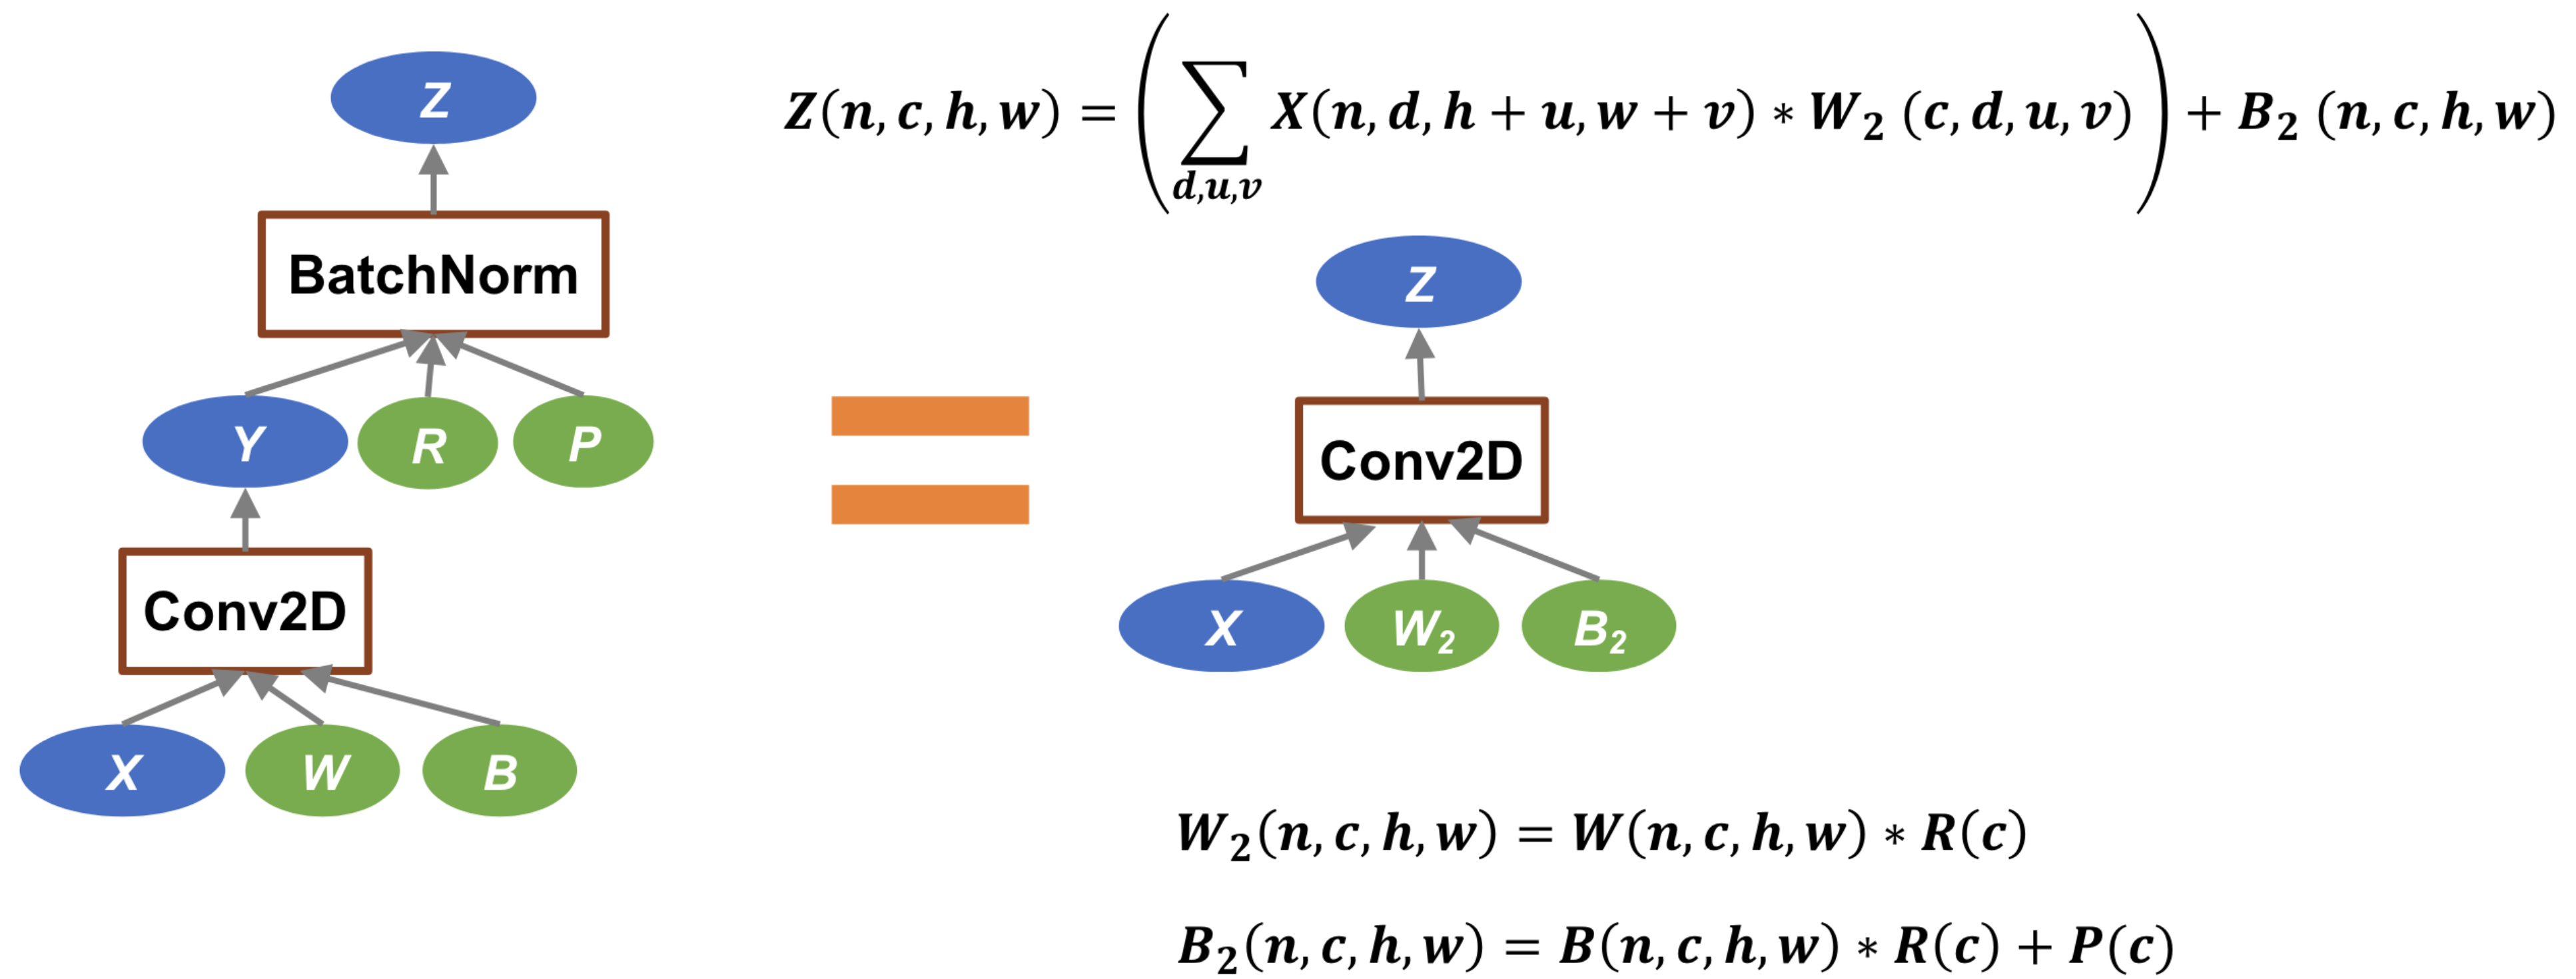 Z
Z(n, c, h, w) = (∑ X(n, d, h + u, w + v) * W₂ (c, d, u, v)) + B₂ (n, c, h, w)
d,u,v
BatchNorm
Y R P
Conv2D
X W B
Z
Conv2D
X W₂ B₂
W₂(n, c, h, w) = W(n, c, h, w) * R(c)
B₂(n, c, h, w) = B(n, c, h, w) * R(c) + P(c)